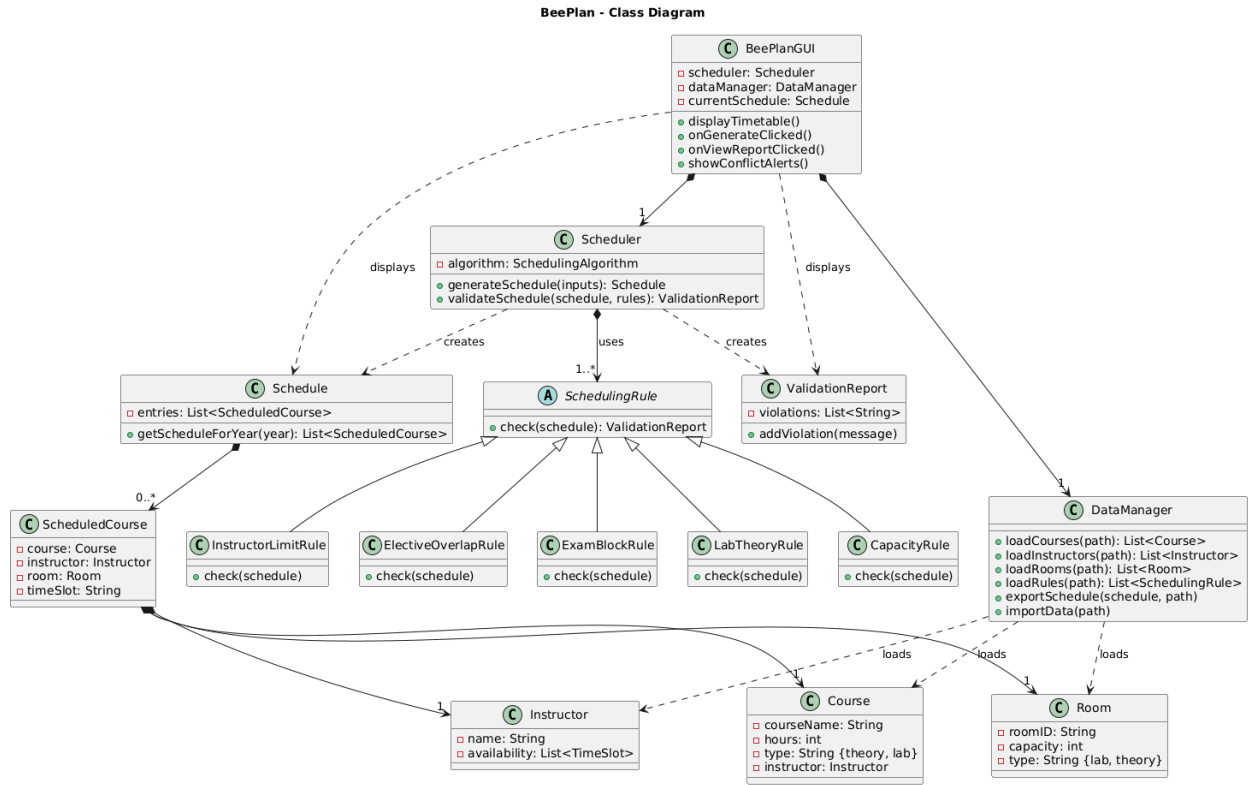 BeePlan - Class Diagram
C BeePlanGUI
scheduler: Scheduler
dataManager: DataManager
currentSchedule: Schedule
displayTimetable()
onGenerateClicked()
onViewReportClicked()
showConflictAlerts()
1
C Scheduler
algorithm: SchedulingAlgorithm
generateSchedule(inputs): Schedule
validateSchedule(schedule, rules): ValidationReport
displays
displays
creates
uses
creates
1..*
C Schedule
entries: List<ScheduledCourse>
getScheduleForYear(year): List<ScheduledCourse>
A SchedulingRule
check(schedule): ValidationReport
C ValidationReport
violations: List<String>
addViolation(message)
0..*
1
C ScheduledCourse
course: Course
instructor: Instructor
room: Room
timeSlot: String
C InstructorLimitRule
check(schedule)
C ElectiveOverlapRule
check(schedule)
C ExamBlockRule
check(schedule)
C LabTheoryRule
check(schedule)
C CapacityRule
check(schedule)
C DataManager
loadCourses(path): List<Course>
loadInstructors(path): List<Instructor>
loadRooms(path): List<Room>
loadRules(path): List<SchedulingRule>
exportSchedule(schedule, path)
importData(path)
loads
loads
loads
1
1
1
C Instructor
name: String
availability: List<TimeSlot>
C Course
courseName: String
hours: int
type: String {theory, lab}
instructor: Instructor
C Room
roomID: String
capacity: int
type: String {lab, theory}